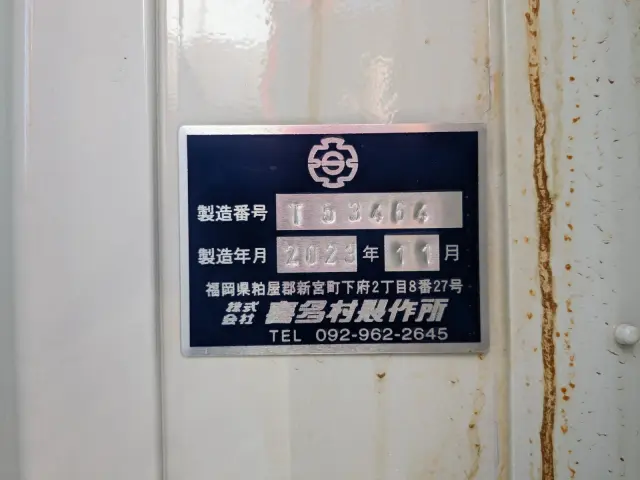 製造番号 T53464
製造年月 2023年11月
福岡県粕屋郡新宮町下府2丁目8番27号
株式会社 喜多村製作所
TEL 092-962-2645